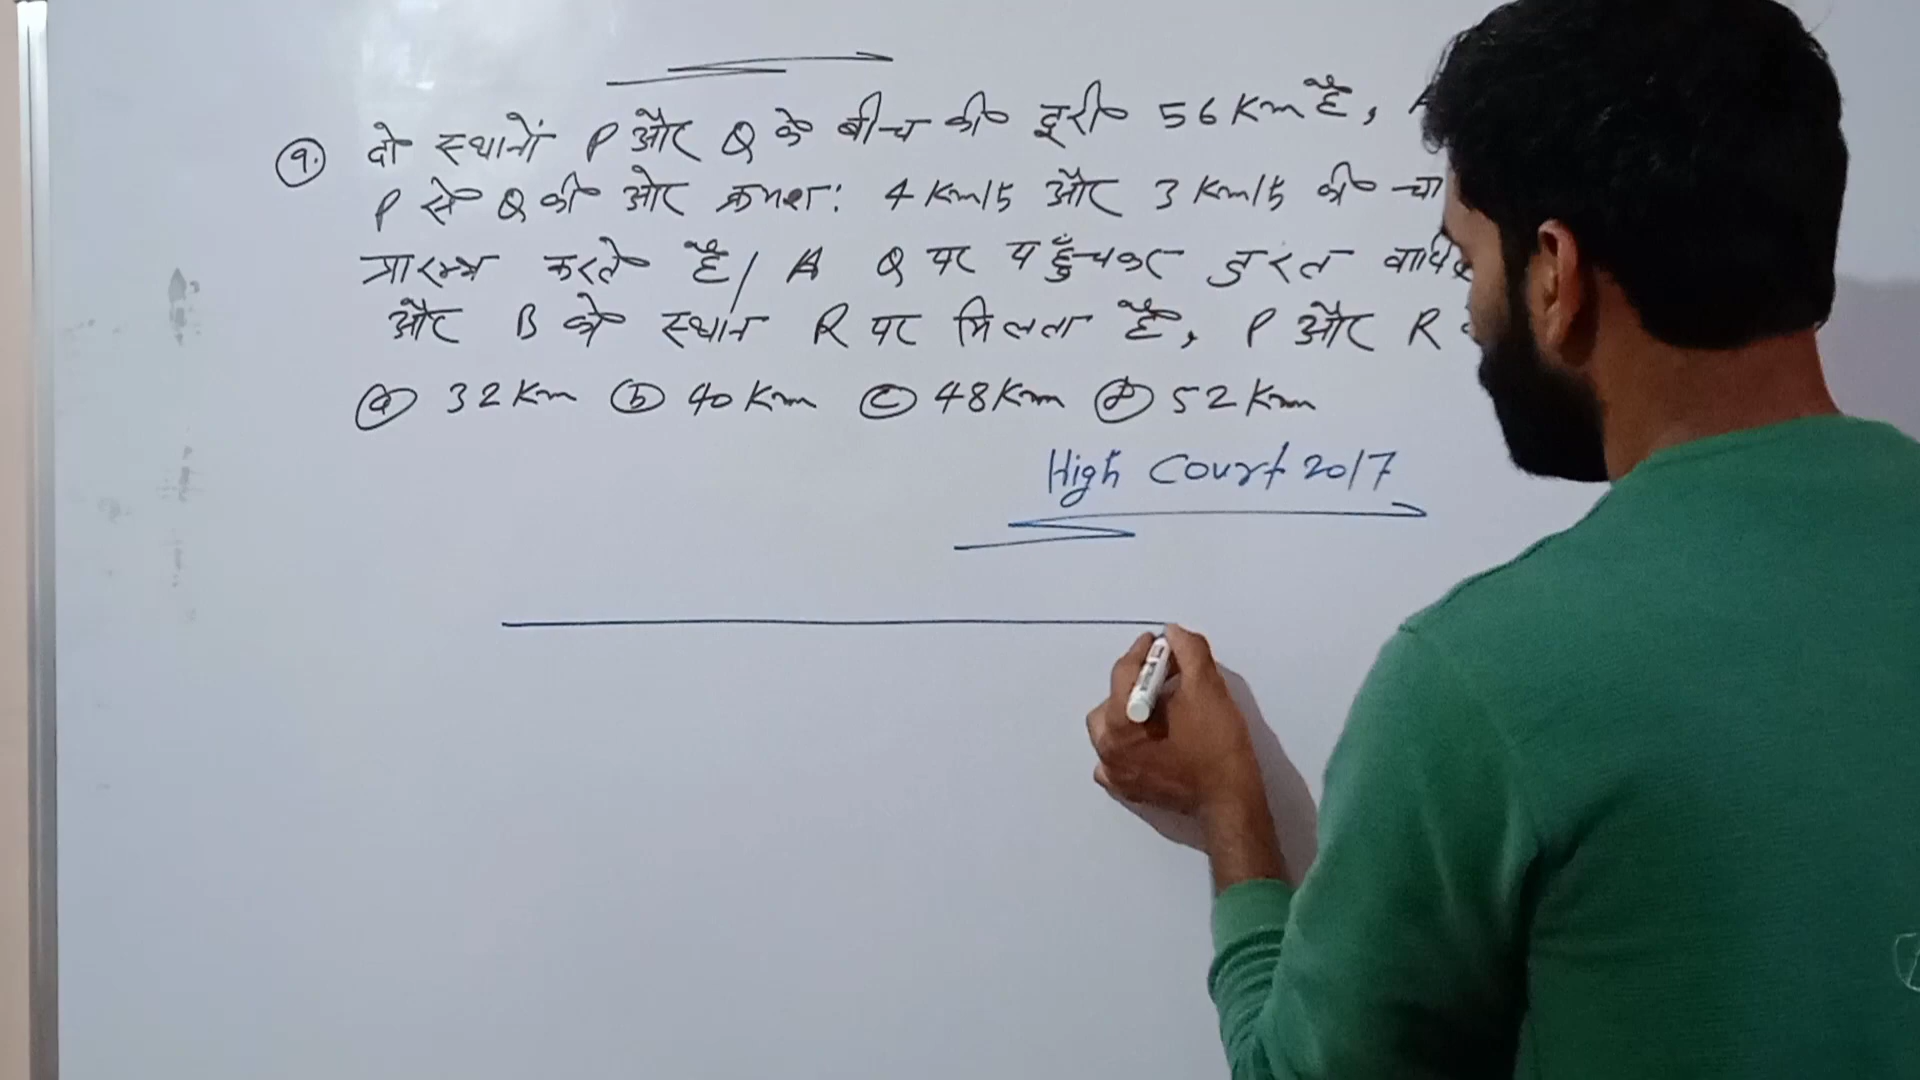 9. दो स्थानों P और Q के बीच की दूरी 56 Km है,
P से Q की ओर क्रमश: 4 Km/h और 3 Km/h की चा
प्रारम्भ करते है / A Q पर पहुँचकर तुरंत
और B को स्थान R पर मिलता है, P और R
(a) 32 Km (b) 40 Km (c) 48 Km (d) 52 Km
High Court 2017